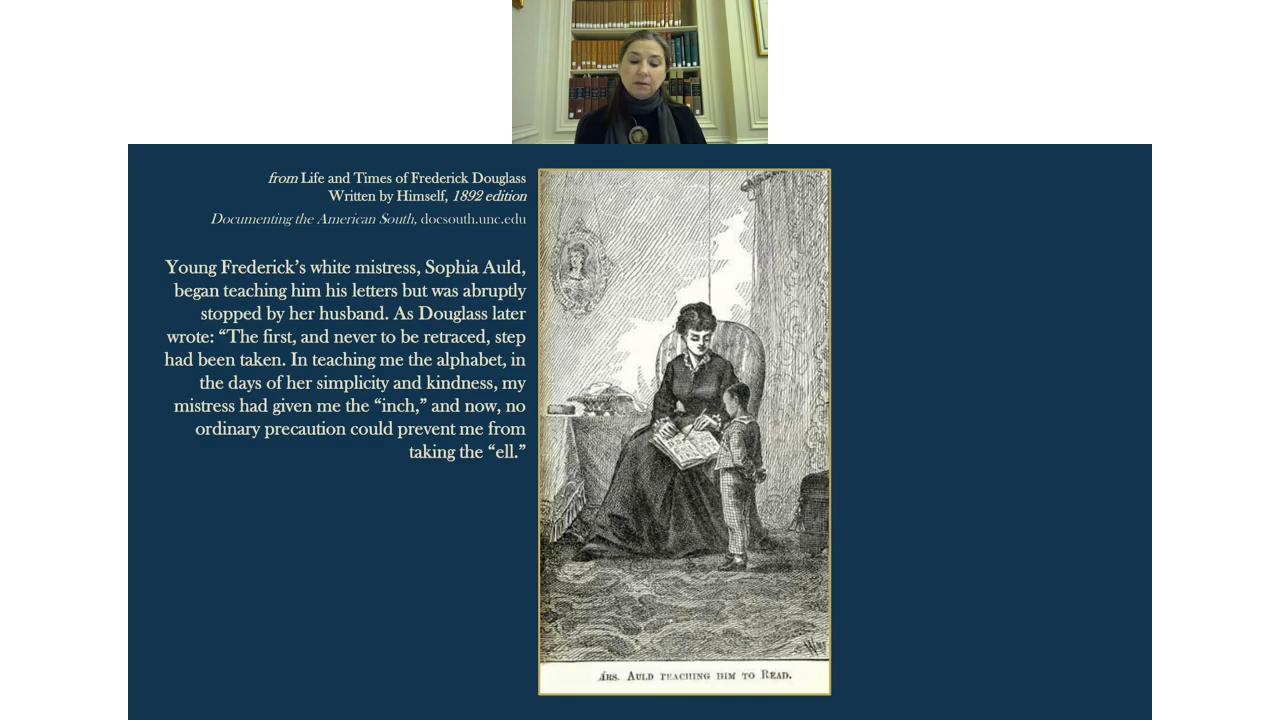 from Life and Times of Frederick Douglass
Written by Himself, 1892 edition
Documenting the American South, docsouth.unc.edu
Young Frederick’s white mistress, Sophia Auld,
began teaching him his letters but was abruptly
stopped by her husband. As Douglass later
wrote: “The first, and never to be retraced, step
had been taken. In teaching me the alphabet, in
the days of her simplicity and kindness, my
mistress had given me the “inch,” and now, no
ordinary precaution could prevent me from
taking the “ell.”
Mrs. Auld teaching him to Read.